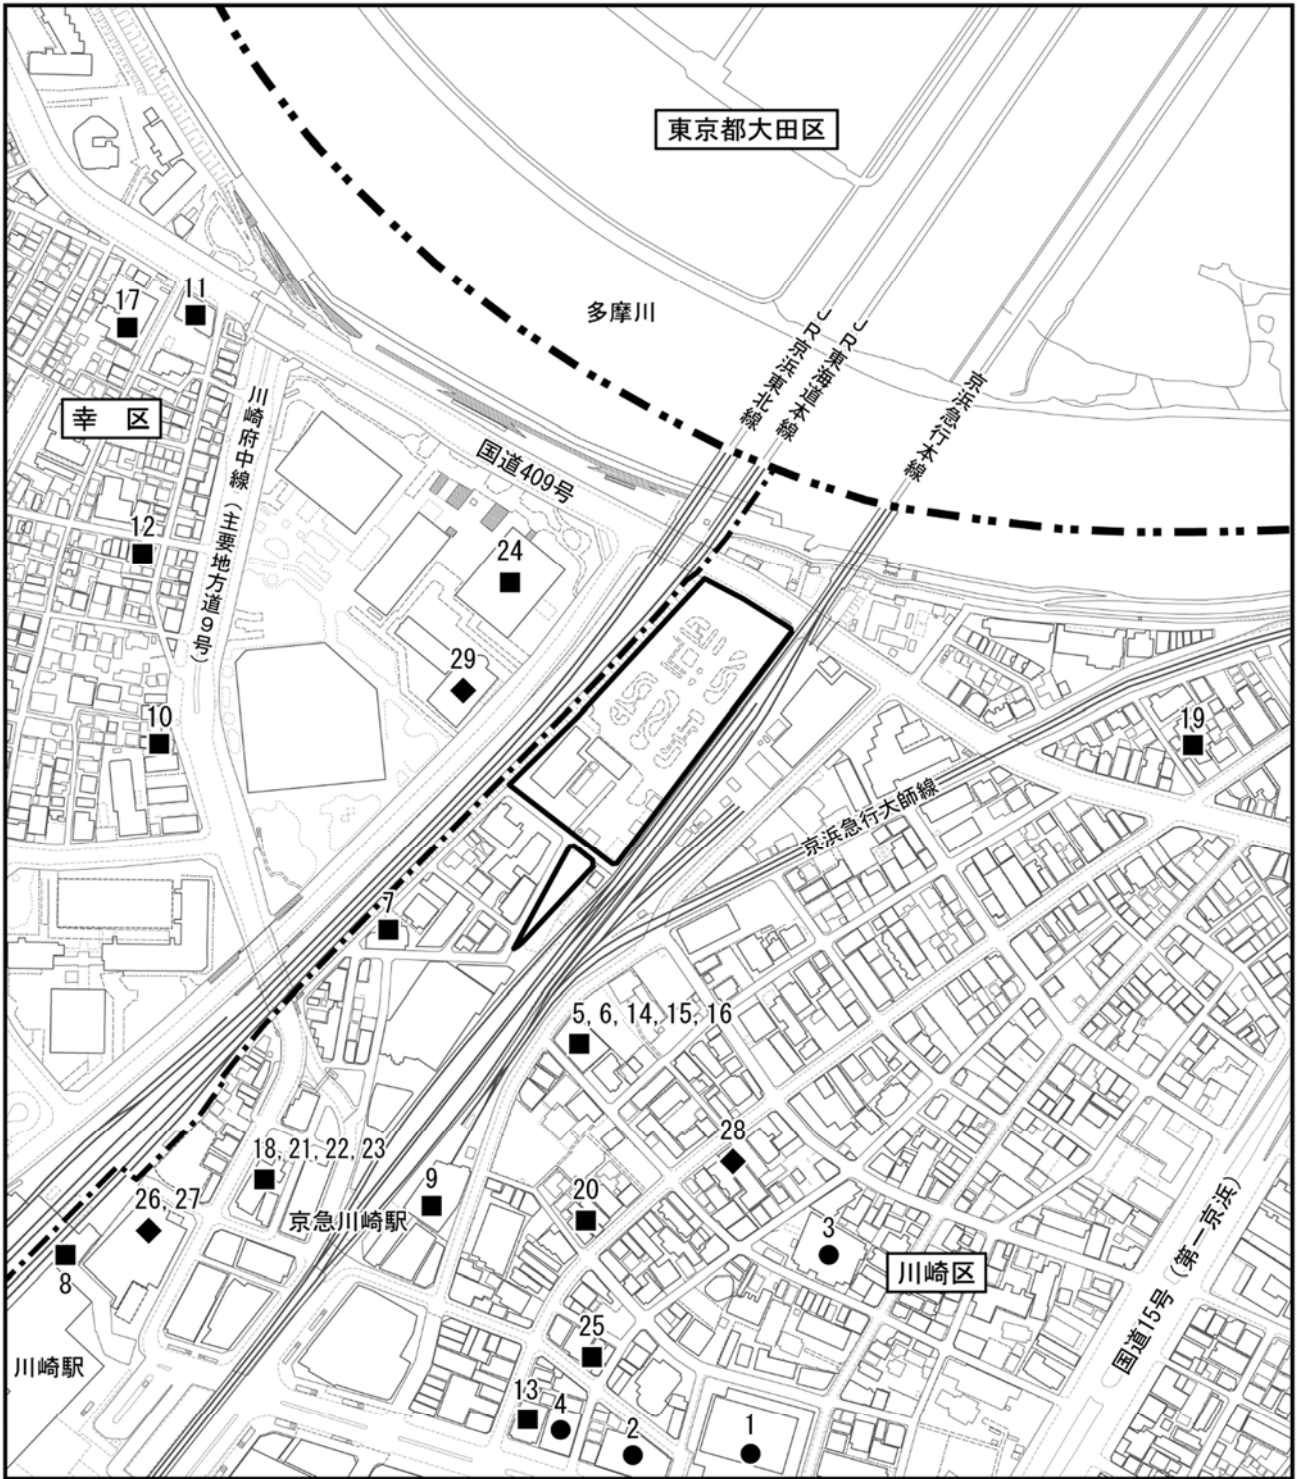 東京都大田区
多摩川
17
11
JR京浜東北線
JR東海道本線
京浜急行本線
幸　区
川崎府中線（主要地方道9号）
国道409号
12
24
29
10
19
京浜急行大師線
7
5, 6, 14, 15, 16
28
18, 21, 22, 23
26, 27
9
20
京急川崎駅
3
8
川崎区
国道15号（第一京浜）
25
川崎駅
13
4
2
1